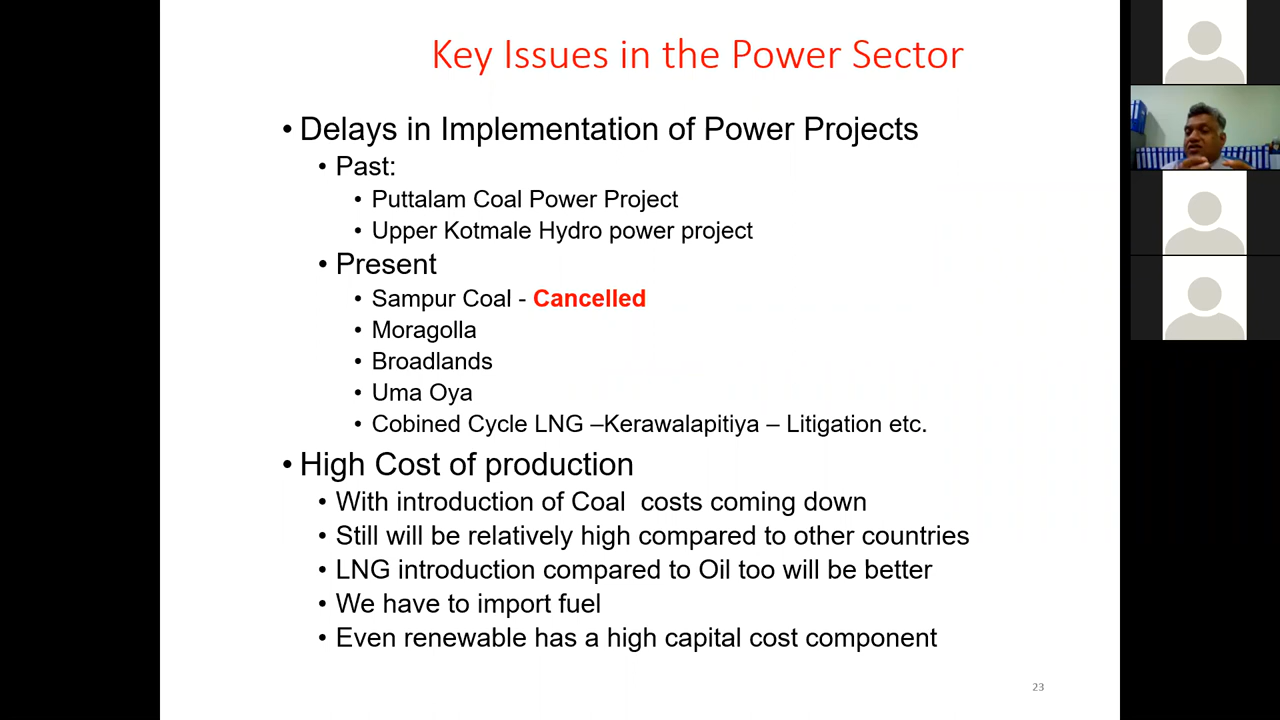 Key Issues in the Power Sector
• Delays in Implementation of Power Projects
• Past:
• Puttalam Coal Power Project
• Upper Kotmale Hydro power project
• Present
• Sampur Coal - Cancelled
• Moragolla
• Broadlands
• Uma Oya
• Cobined Cycle LNG –Kerawalapitiya – Litigation etc.
• High Cost of production
• With introduction of Coal  costs coming down
• Still will be relatively high compared to other countries
• LNG introduction compared to Oil too will be better
• We have to import fuel
• Even renewable has a high capital cost component
23